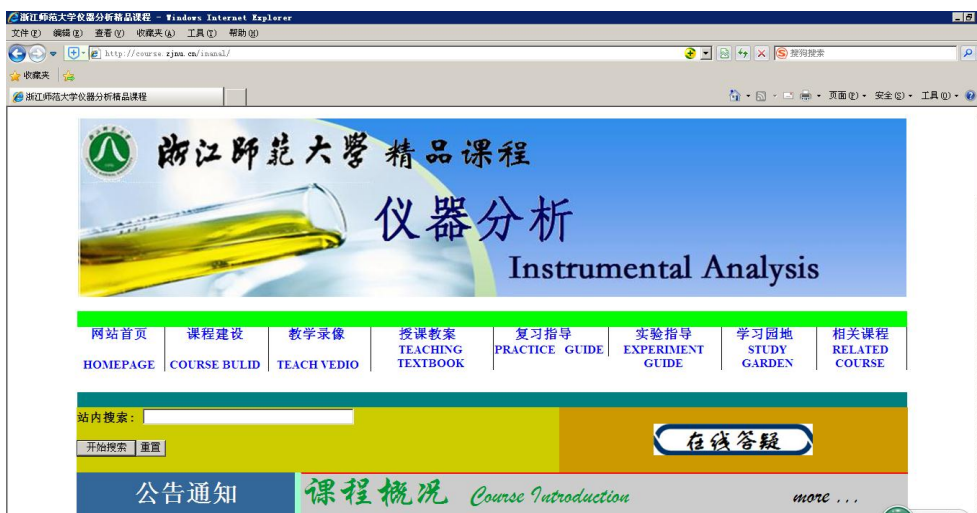 浙江师范大学仪器分析精品课程 - Windows Internet Explorer
文件(F) 编辑(E) 查看(V) 收藏夹(A) 工具(T) 帮助(H)
http://course.zjnu.cn/inanal/
搜狗搜索
收藏夹
浙江师范大学仪器分析精品课程
页面(P) 安全(S) 工具(O)
浙江师范大学 精品课程
仪器分析
Instrumental Analysis
网站首页 课程建设 教学录像 授课教案 复习指导 实验指导 学习园地 相关课程
HOMEPAGE COURSE BULID TEACH VEDIO TEACHING TEXTBOOK PRACTICE GUIDE EXPERIMENT GUIDE STUDY GARDEN RELATED COURSE
站内搜索：
在线答疑
开始搜索 重置
公告通知
课程概况 Course Introduction more ...